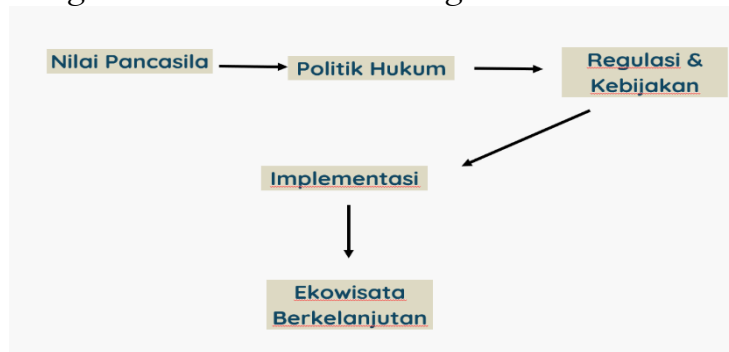 Nilai Pancasila
Politik Hukum
Regulasi &
Kebijakan
Implementasi
Ekowisata
Berkelanjutan